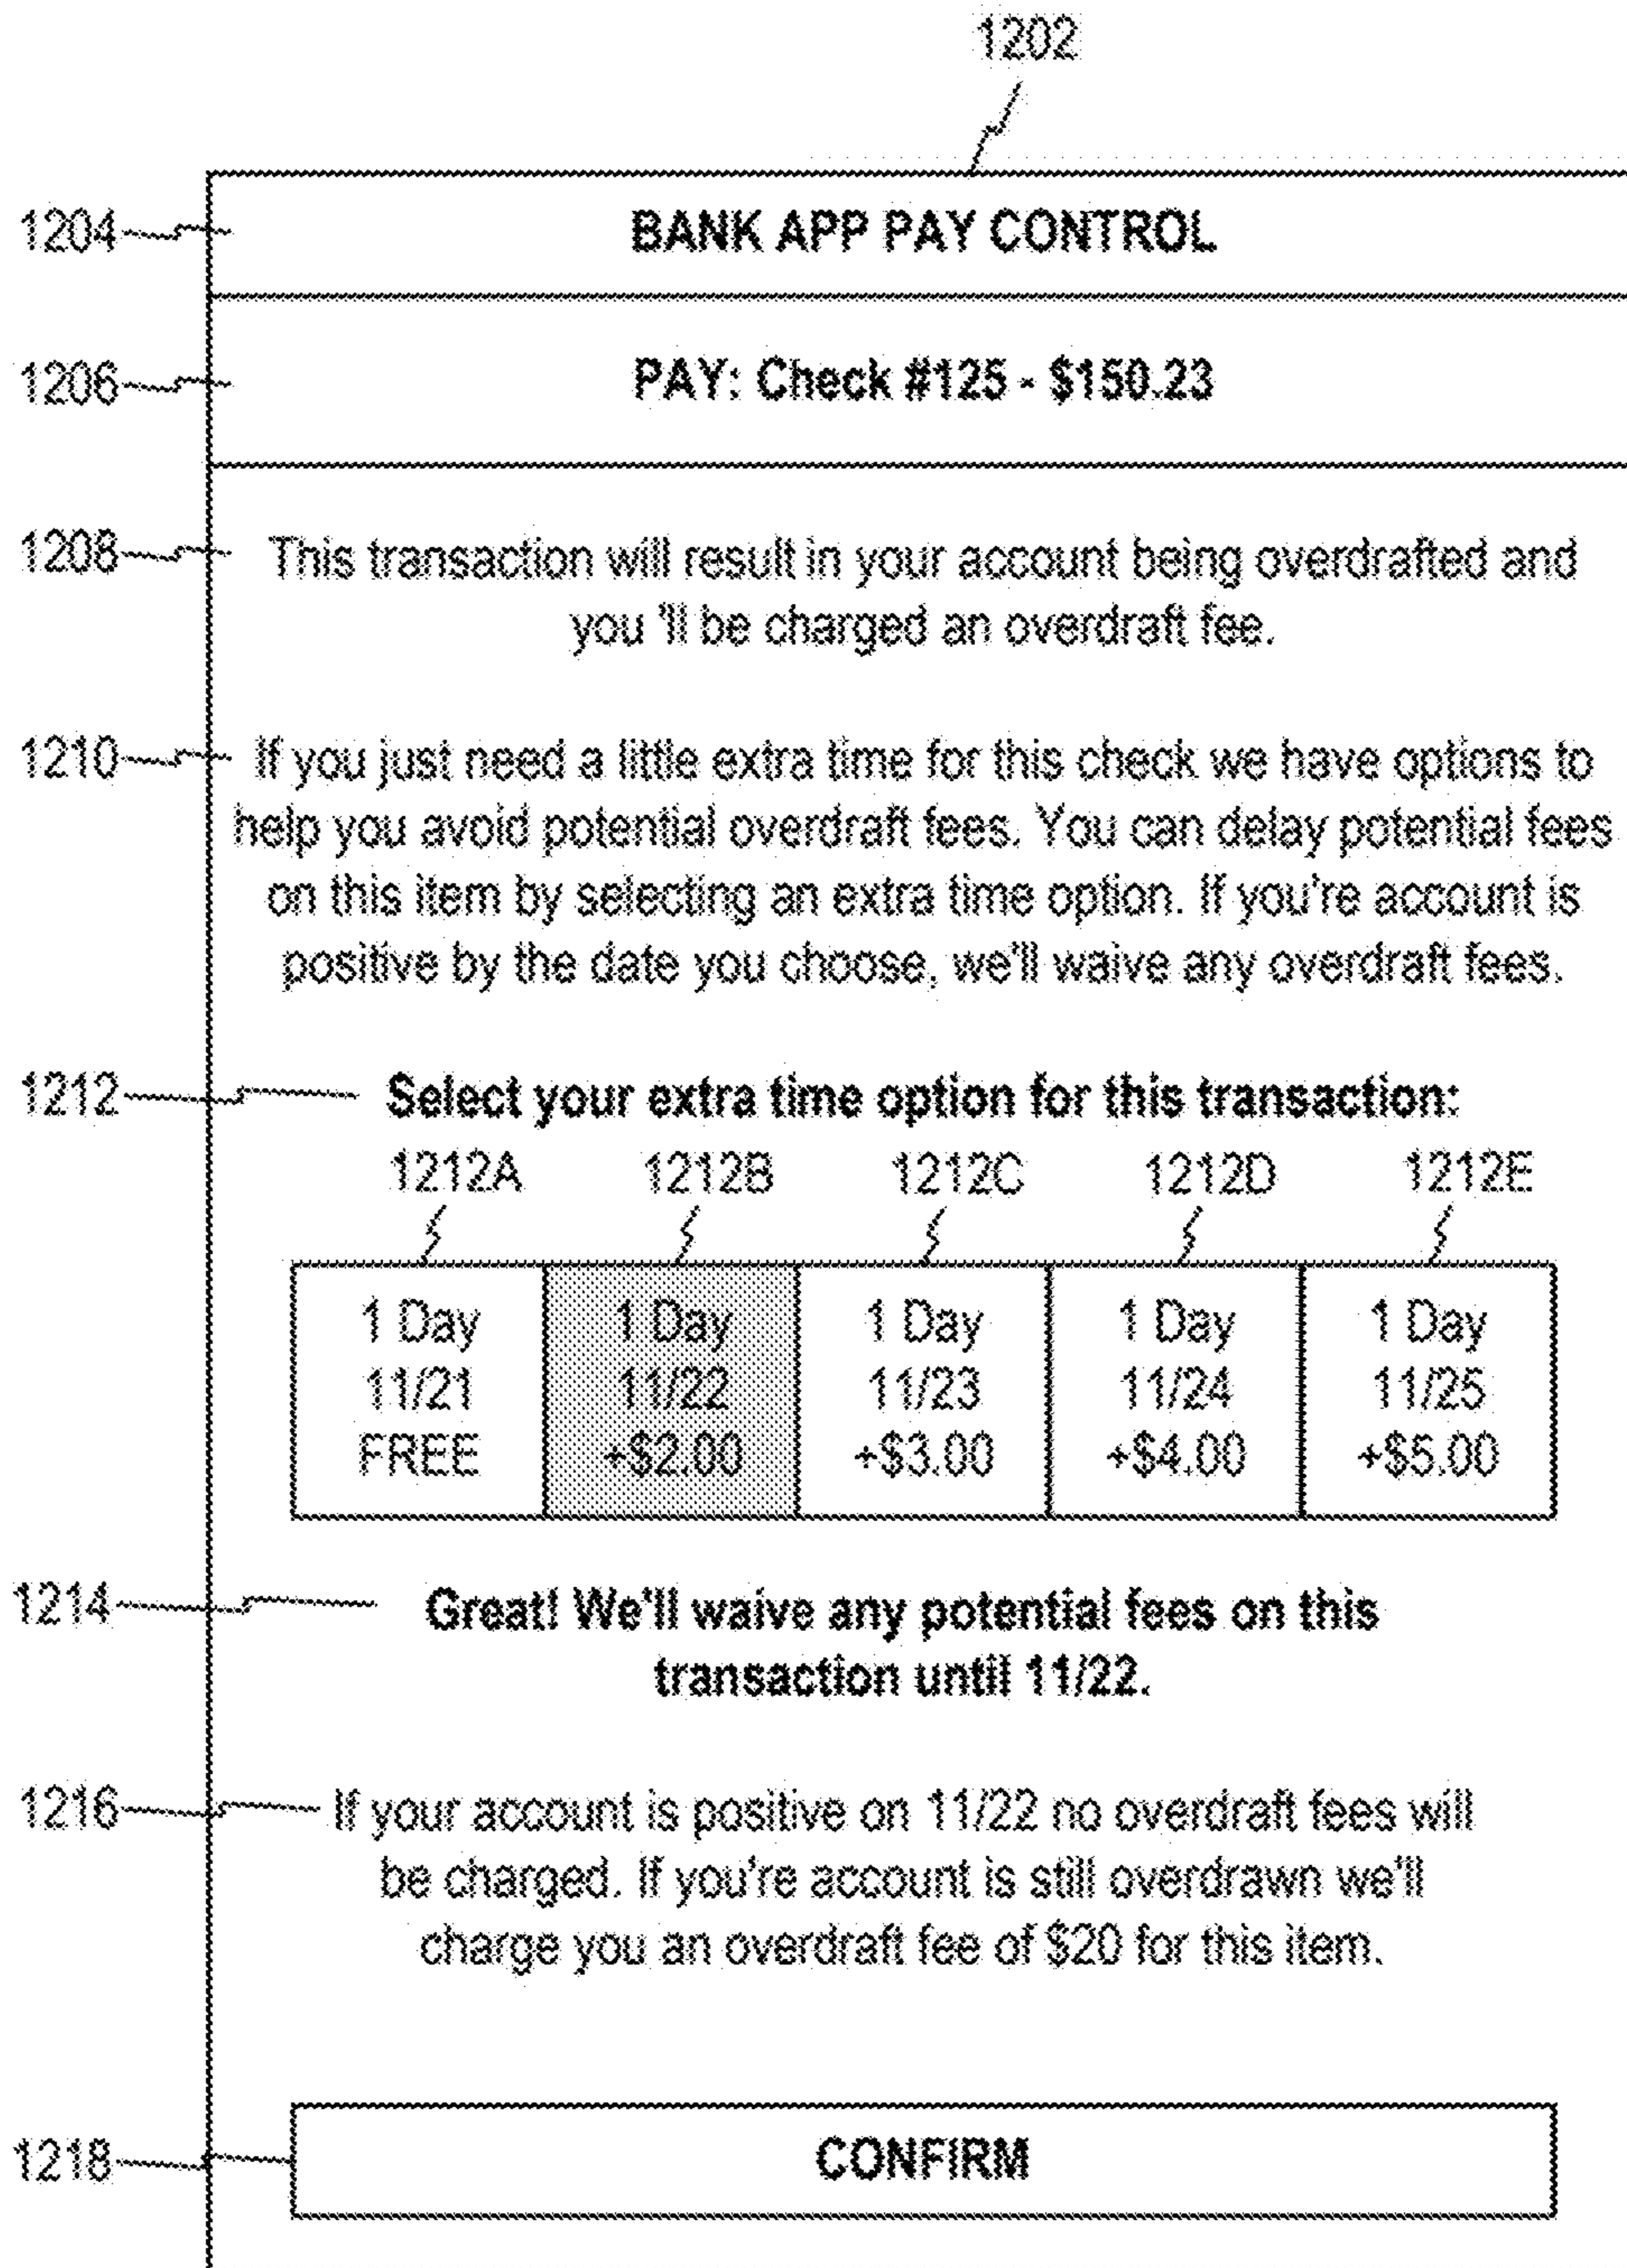 1202
1204 BANK APP PAY CONTROL
1206 PAY: Check #125 - $150.23
1208 This transaction will result in your account being overdrafted and
you 'll be charged an overdraft fee.
1210 If you just need a little extra time for this check we have options to
help you avoid potential overdraft fees. You can delay potential fees
on this item by selecting an extra time option. If you're account is
positive by the date you choose, we'll waive any overdraft fees.
1212 Select your extra time option for this transaction:
1212A 1212B 1212C 1212D 1212E
1 Day 1 Day 1 Day 1 Day 1 Day
11/21 11/22 11/23 11/24 11/25
FREE +$2.00 +$3.00 +$4.00 +$5.00
1214 Great! We'll waive any potential fees on this
transaction until 11/22.
1216 If your account is positive on 11/22 no overdraft fees will
be charged. If you're account is still overdrawn we'll
charge you an overdraft fee of $20 for this item.
1218 CONFIRM